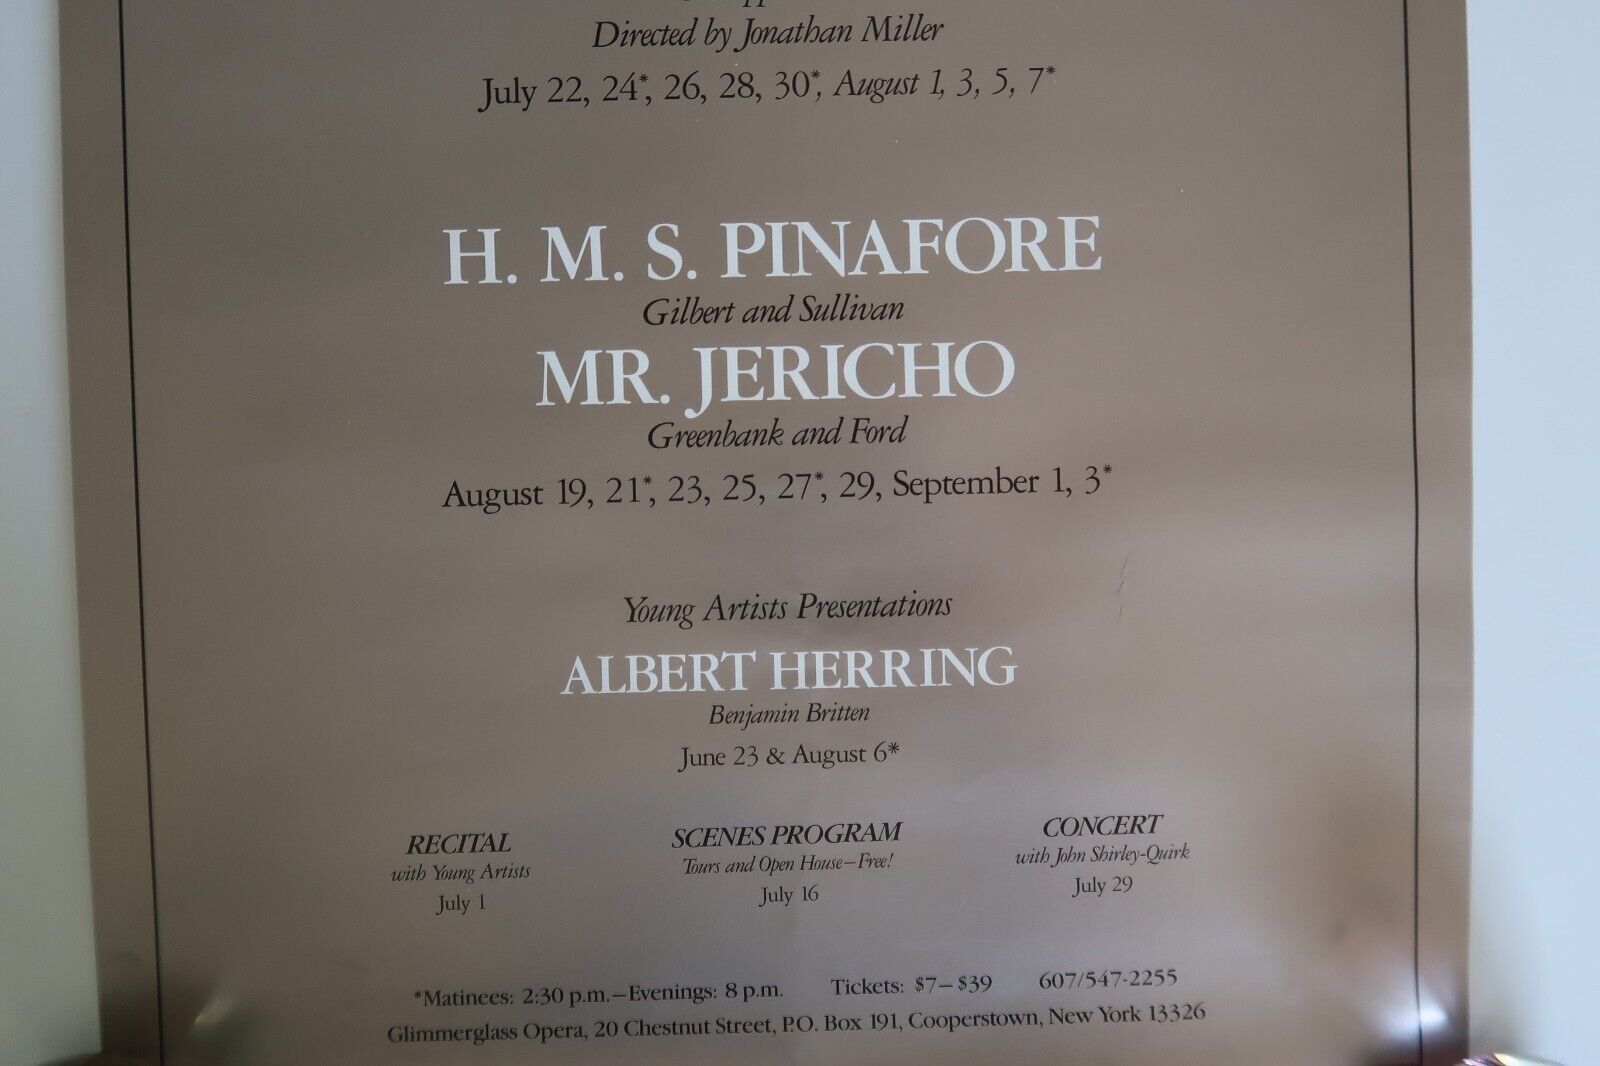 Directed by Jonathan Miller
July 22, 24*, 26, 28, 30*, August 1, 3, 5, 7*
H. M. S. PINAFORE
Gilbert and Sullivan
MR. JERICHO
Greenbank and Ford
August 19, 21*, 23, 25, 27*, 29, September 1, 3*
Young Artists Presentations
ALBERT HERRING
Benjamin Britten
June 23 & August 6*
RECITAL
with Young Artists
July 1
SCENES PROGRAM
Tours and Open House—Free!
July 16
CONCERT
with John Shirley-Quirk
July 29
*Matinees: 2:30 p.m.—Evenings: 8 p.m. Tickets: $7—$39 607/547-2255
Glimmerglass Opera, 20 Chestnut Street, P.O. Box 191, Cooperstown, New York 13326